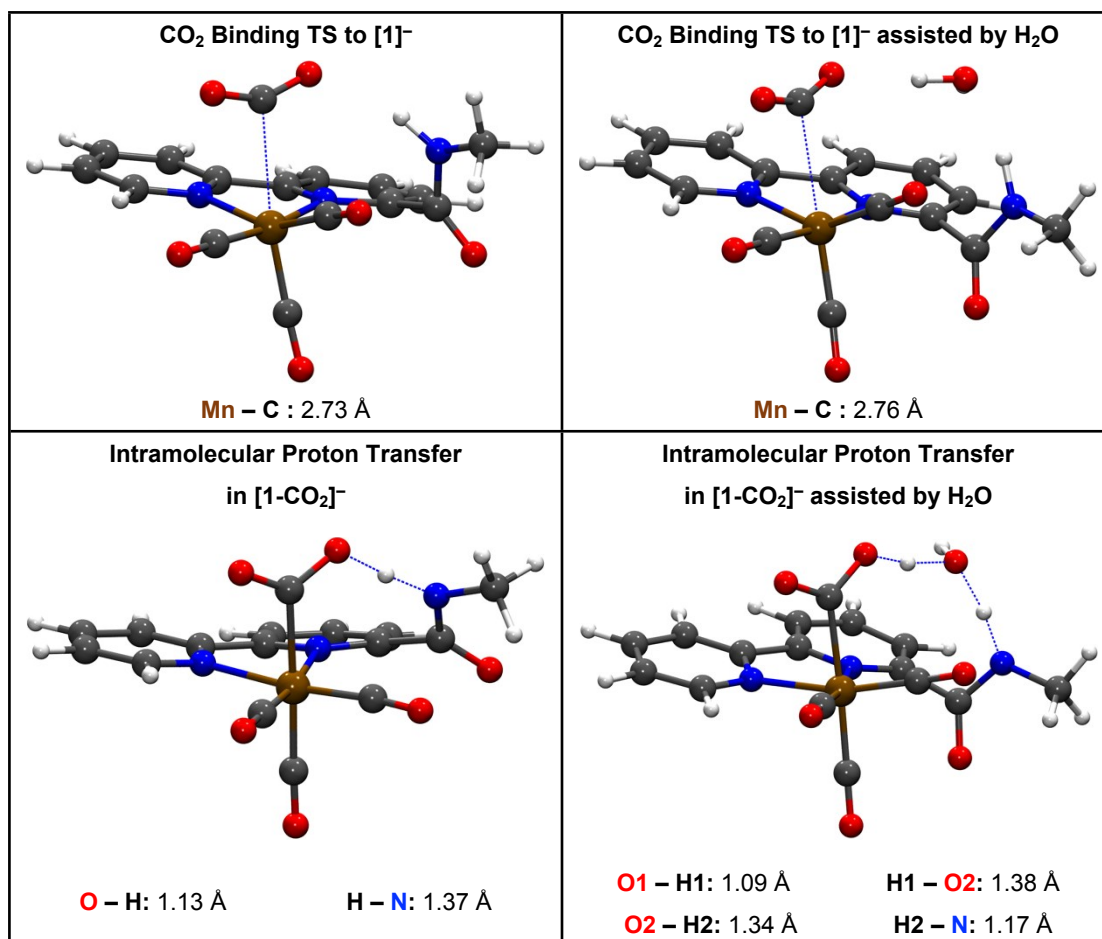 CO₂ Binding TS to [1]⁻
Mn – C : 2.73 Å
CO₂ Binding TS to [1]⁻ assisted by H₂O
Mn – C : 2.76 Å
Intramolecular Proton Transfer
in [1-CO₂]⁻
O – H: 1.13 Å H – N: 1.37 Å
Intramolecular Proton Transfer
in [1-CO₂]⁻ assisted by H₂O
O1 – H1: 1.09 Å H1 – O2: 1.38 Å
O2 – H2: 1.34 Å H2 – N: 1.17 Å